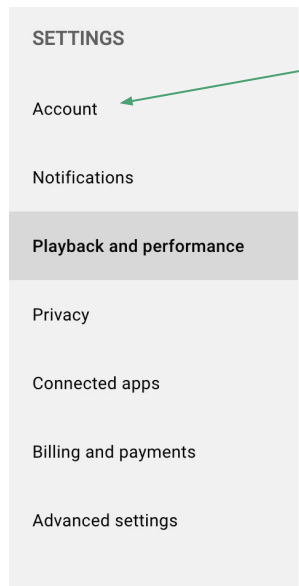 SETTINGS
Account
Notifications
Playback and performance
Privacy
Connected apps
Billing and payments
Advanced settings